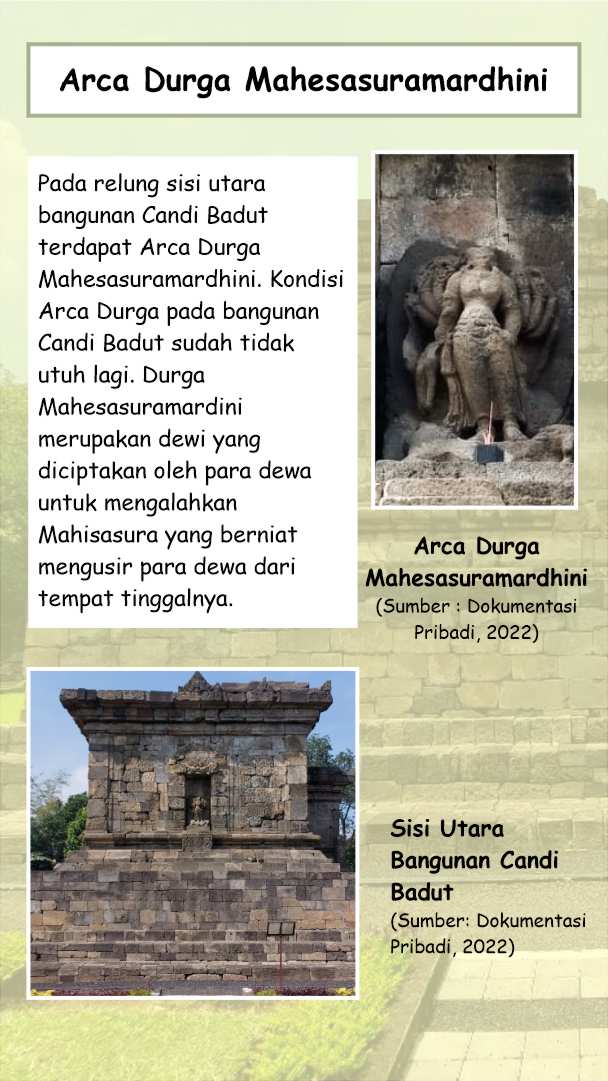 Arca Durga Mahesasuramardhini
Pada relung sisi utara
bangunan Candi Badut
terdapat Arca Durga
Mahesasuramardhini. Kondisi
Arca Durga pada bangunan
Candi Badut sudah tidak
utuh lagi. Durga
Mahesasuramardini
merupakan dewi yang
diciptakan oleh para dewa
untuk mengalahkan
Mahisasura yang berniat
mengusir para dewa dari
tempat tinggalnya.
Arca Durga
Mahesasuramardhini
(Sumber : Dokumentasi
Pribadi, 2022)
Sisi Utara
Bangunan Candi
Badut
(Sumber: Dokumentasi
Pribadi, 2022)